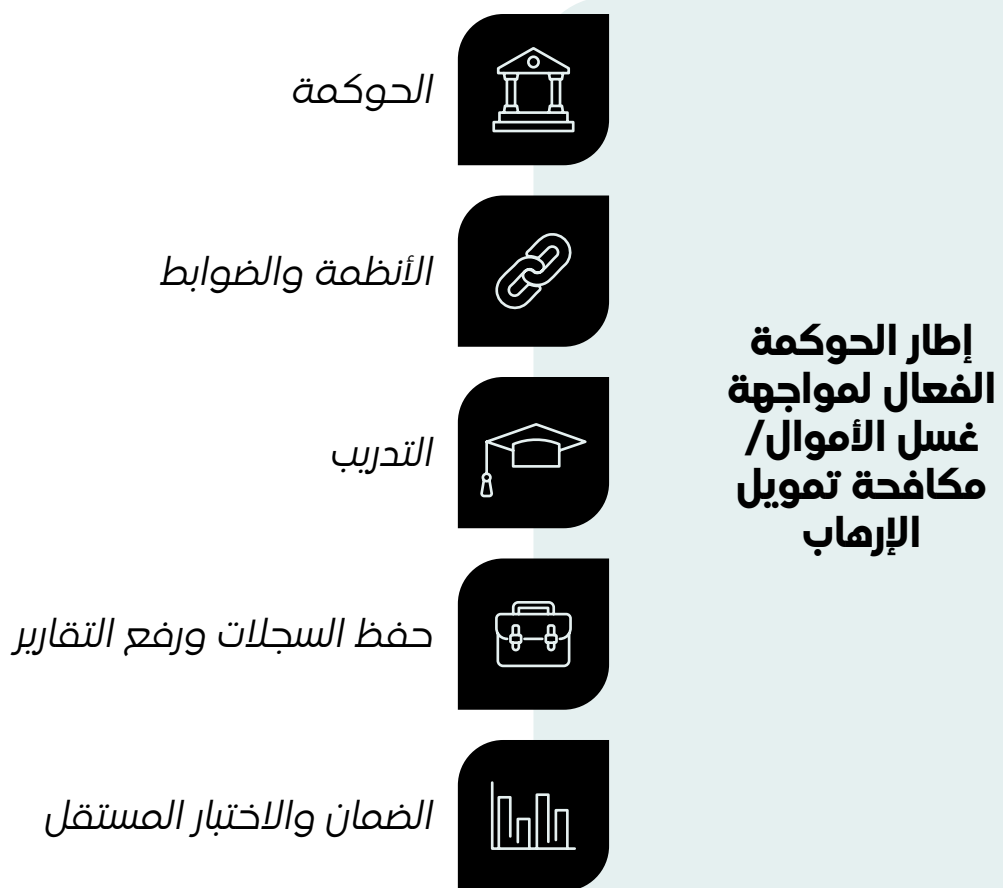 إطار الحوكمة
الفعال لمواجهة
غسل الأموال/
مكافحة تمويل
الإرهاب
الحوكمة
الأنظمة والضوابط
التدريب
حفظ السجلات ورفع التقارير
الضمان والاختبار المستقل